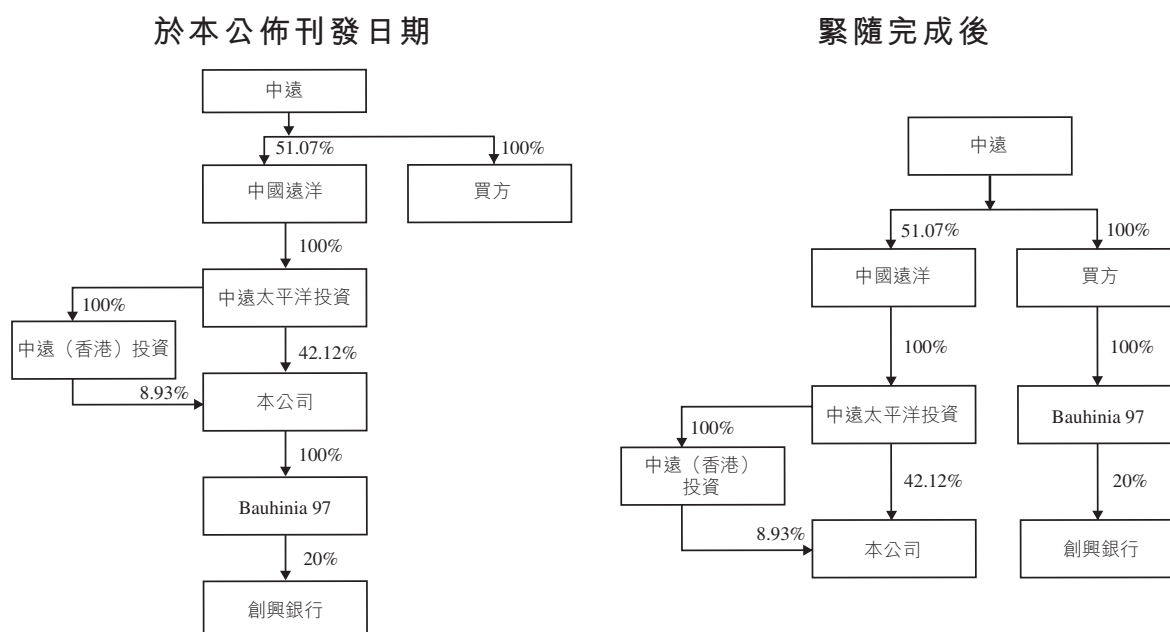 於本公佈刊發日期
中遠
51.07%
100%
中國遠洋
買方
100%
中遠太平洋投資
100%
中遠（香港）投資
42.12%
8.93%
本公司
100%
Bauhinia 97
20%
創興銀行
緊隨完成後
中遠
51.07%
100%
中國遠洋
買方
100%
100%
中遠太平洋投資
Bauhinia 97
100%
中遠（香港）
投資
42.12%
20%
8.93%
本公司
創興銀行